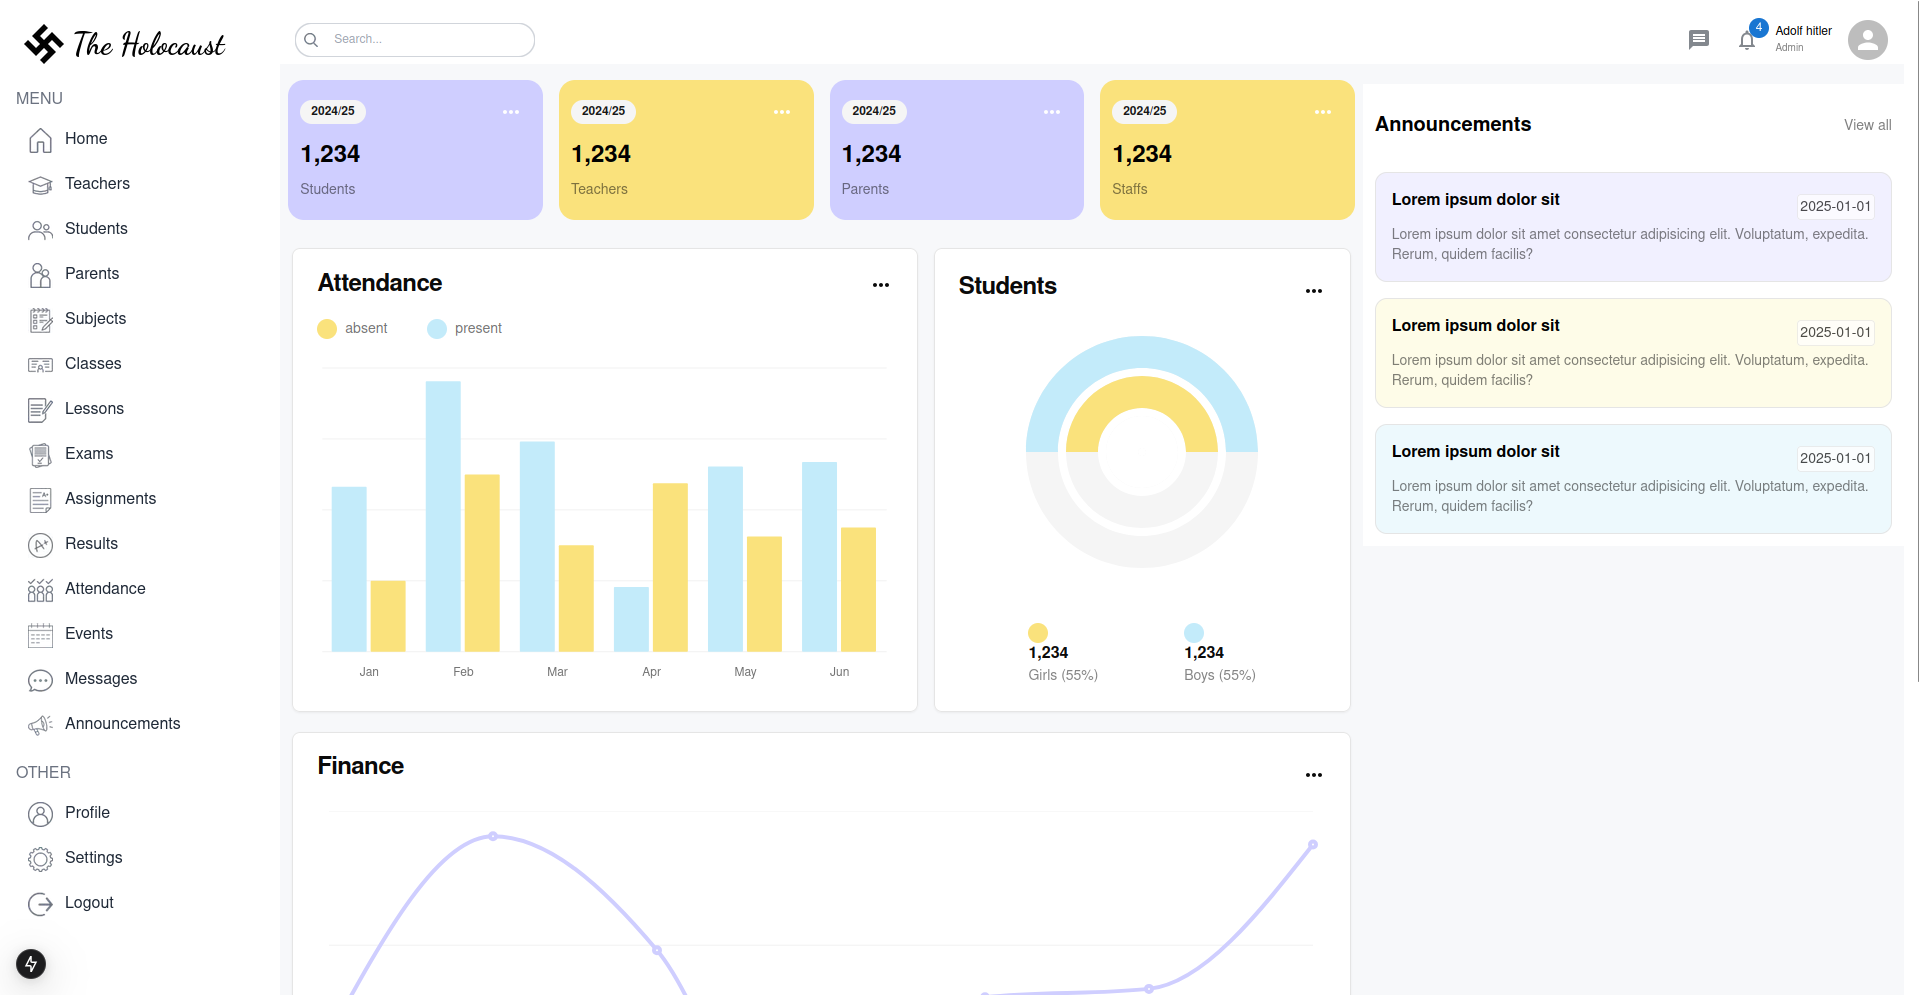 The Holocaust
Search...
4
Adolf hitler
Admin
MENU
Home
Teachers
Students
Parents
Subjects
Classes
Lessons
Exams
Assignments
Results
Attendance
Events
Messages
Announcements
OTHER
Profile
Settings
Logout
2024/25
1,234
Students
2024/25
1,234
Teachers
2024/25
1,234
Parents
2024/25
1,234
Staffs
Attendance
absent
present
Jan
Feb
Mar
Apr
May
Jun
Students
1,234
Girls (55%)
1,234
Boys (55%)
Finance
Announcements
View all
Lorem ipsum dolor sit
2025-01-01
Lorem ipsum dolor sit amet consectetur adipisicing elit. Voluptatum, expedita.
Rerum, quidem facilis?
Lorem ipsum dolor sit
2025-01-01
Lorem ipsum dolor sit amet consectetur adipisicing elit. Voluptatum, expedita.
Rerum, quidem facilis?
Lorem ipsum dolor sit
2025-01-01
Lorem ipsum dolor sit amet consectetur adipisicing elit. Voluptatum, expedita.
Rerum, quidem facilis?